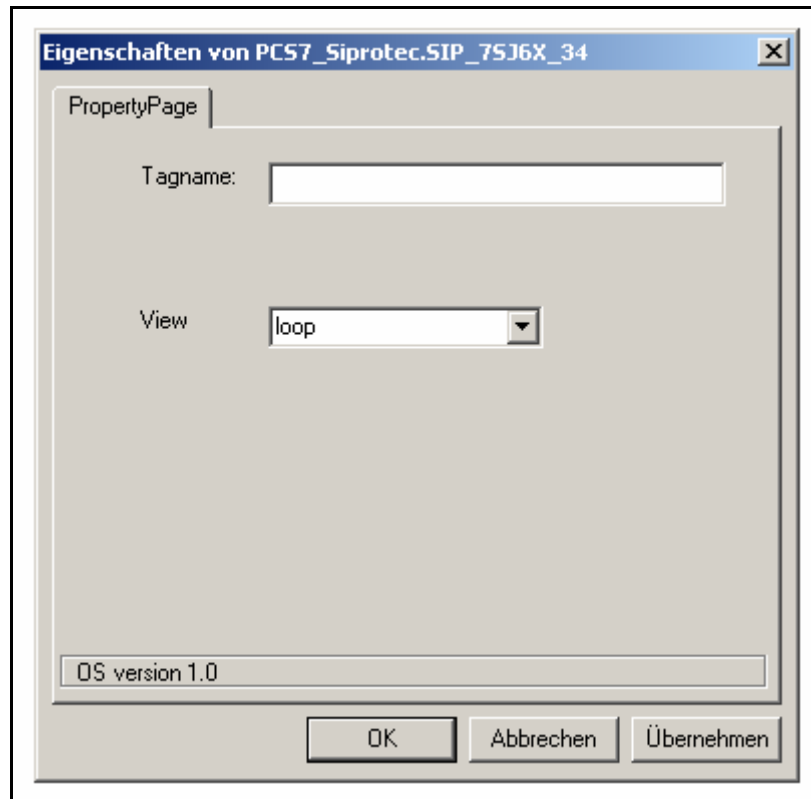 Eigenschaften von PCS7_Siprotec.SIP_7SJ6X_34
PropertyPage
Tagname:
View
loop
OS version 1.0
OK
Abbrechen
Übernehmen